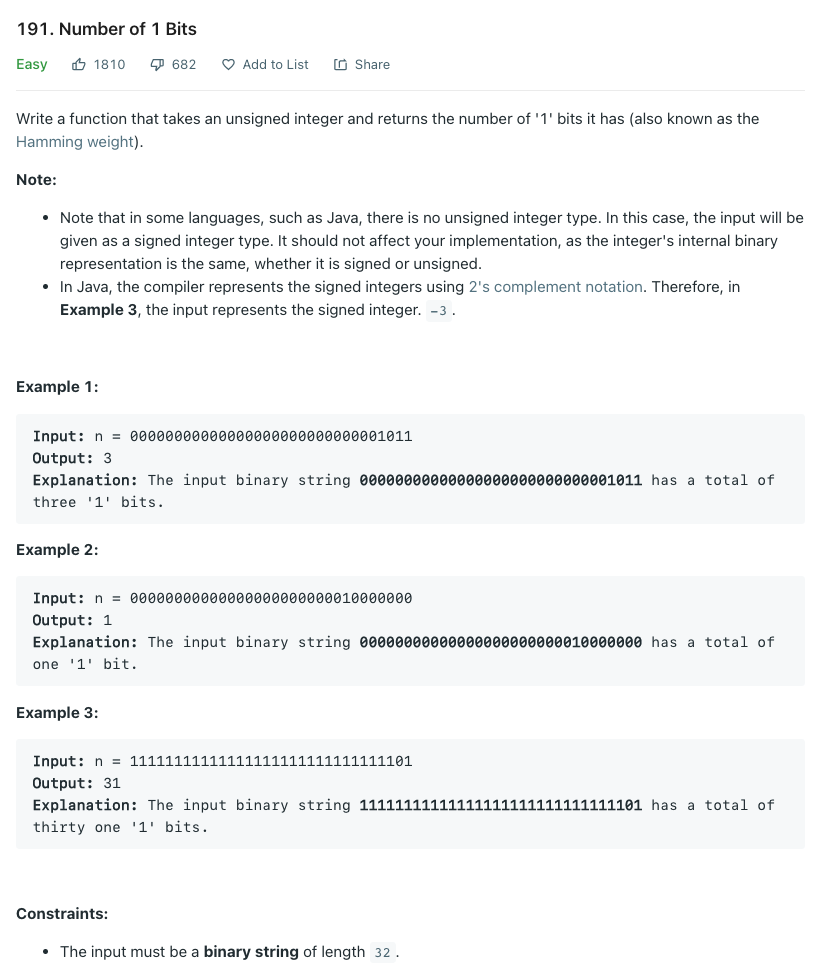 191. Number of 1 Bits
Easy 1810 682 Add to List Share
Write a function that takes an unsigned integer and returns the number of '1' bits it has (also known as the
Hamming weight).
Note:
• Note that in some languages, such as Java, there is no unsigned integer type. In this case, the input will be
given as a signed integer type. It should not affect your implementation, as the integer's internal binary
representation is the same, whether it is signed or unsigned.
• In Java, the compiler represents the signed integers using 2's complement notation. Therefore, in
Example 3, the input represents the signed integer. -3.
Example 1:
Input: n = 00000000000000000000000000001011
Output: 3
Explanation: The input binary string 00000000000000000000000000001011 has a total of
three '1' bits.
Example 2:
Input: n = 00000000000000000000000010000000
Output: 1
Explanation: The input binary string 00000000000000000000000010000000 has a total of
one '1' bit.
Example 3:
Input: n = 11111111111111111111111111111101
Output: 31
Explanation: The input binary string 11111111111111111111111111111101 has a total of
thirty one '1' bits.
Constraints:
• The input must be a binary string of length 32.